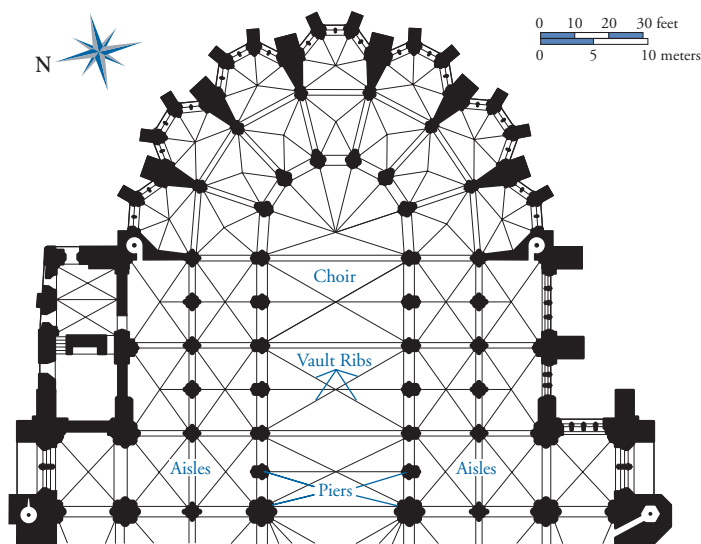 0 10 20 30 feet
0 5 10 meters
N
Choir
Vault Ribs
Aisles
Aisles
Piers